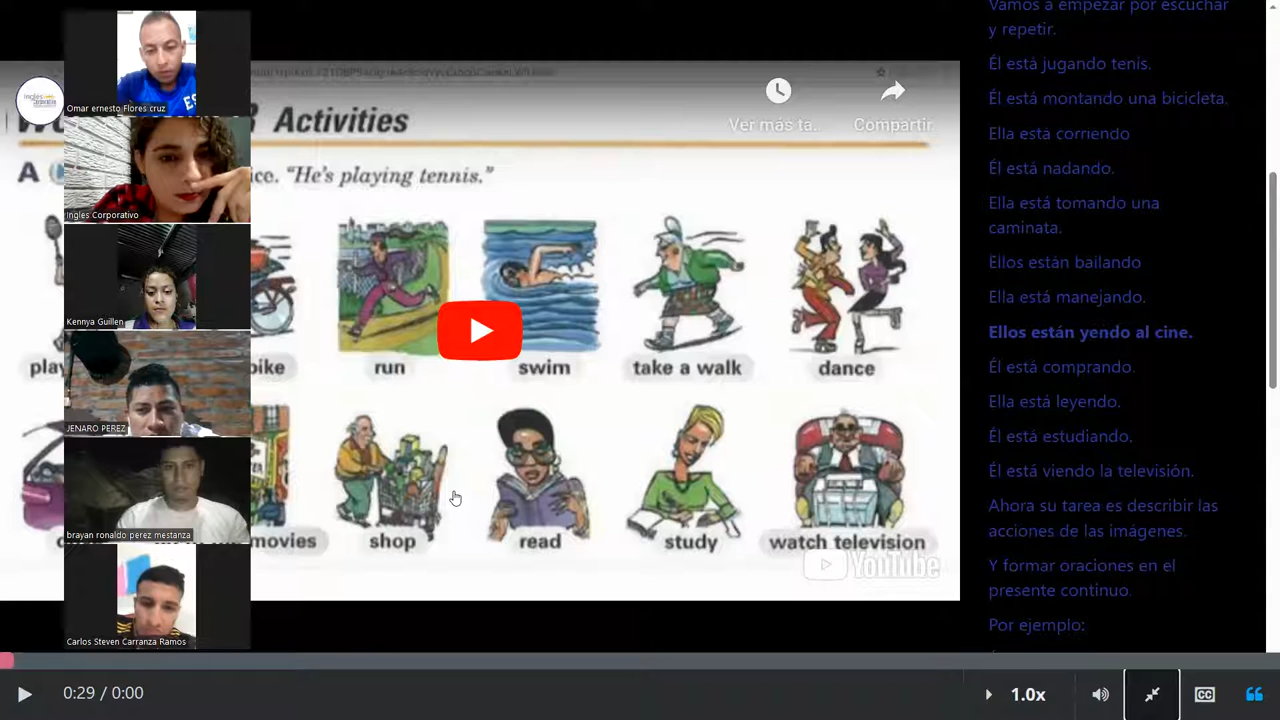 Vamos a empezar por escuchar
y repetir.
Él está jugando tenis.
Él está montando una bicicleta.
Ella está corriendo
Él está nadando.
Ella está tomando una
caminata.
Ellos están bailando
Ella está manejando.
Ellos están yendo al cine.
Él está comprando.
Ella está leyendo.
Él está estudiando.
Él está viendo la televisión.
Ahora su tarea es describir las
acciones de las imágenes.
Y formar oraciones en el
presente continuo.
Por ejemplo:
Omar ernesto Flores cruz
Ingles Corporativo
Kennya Guillen
JENARO PEREZ
brayan ronaldo perez mestanza
Carlos Steven Carranza Ramos
Activities
Ver más ta...
Compartir
A
ice. "He's playing tennis."
play
bike
run
swim
take a walk
dance
movies
shop
read
study
watch television
YouTube
0:29 / 0:00
1.0x
CC